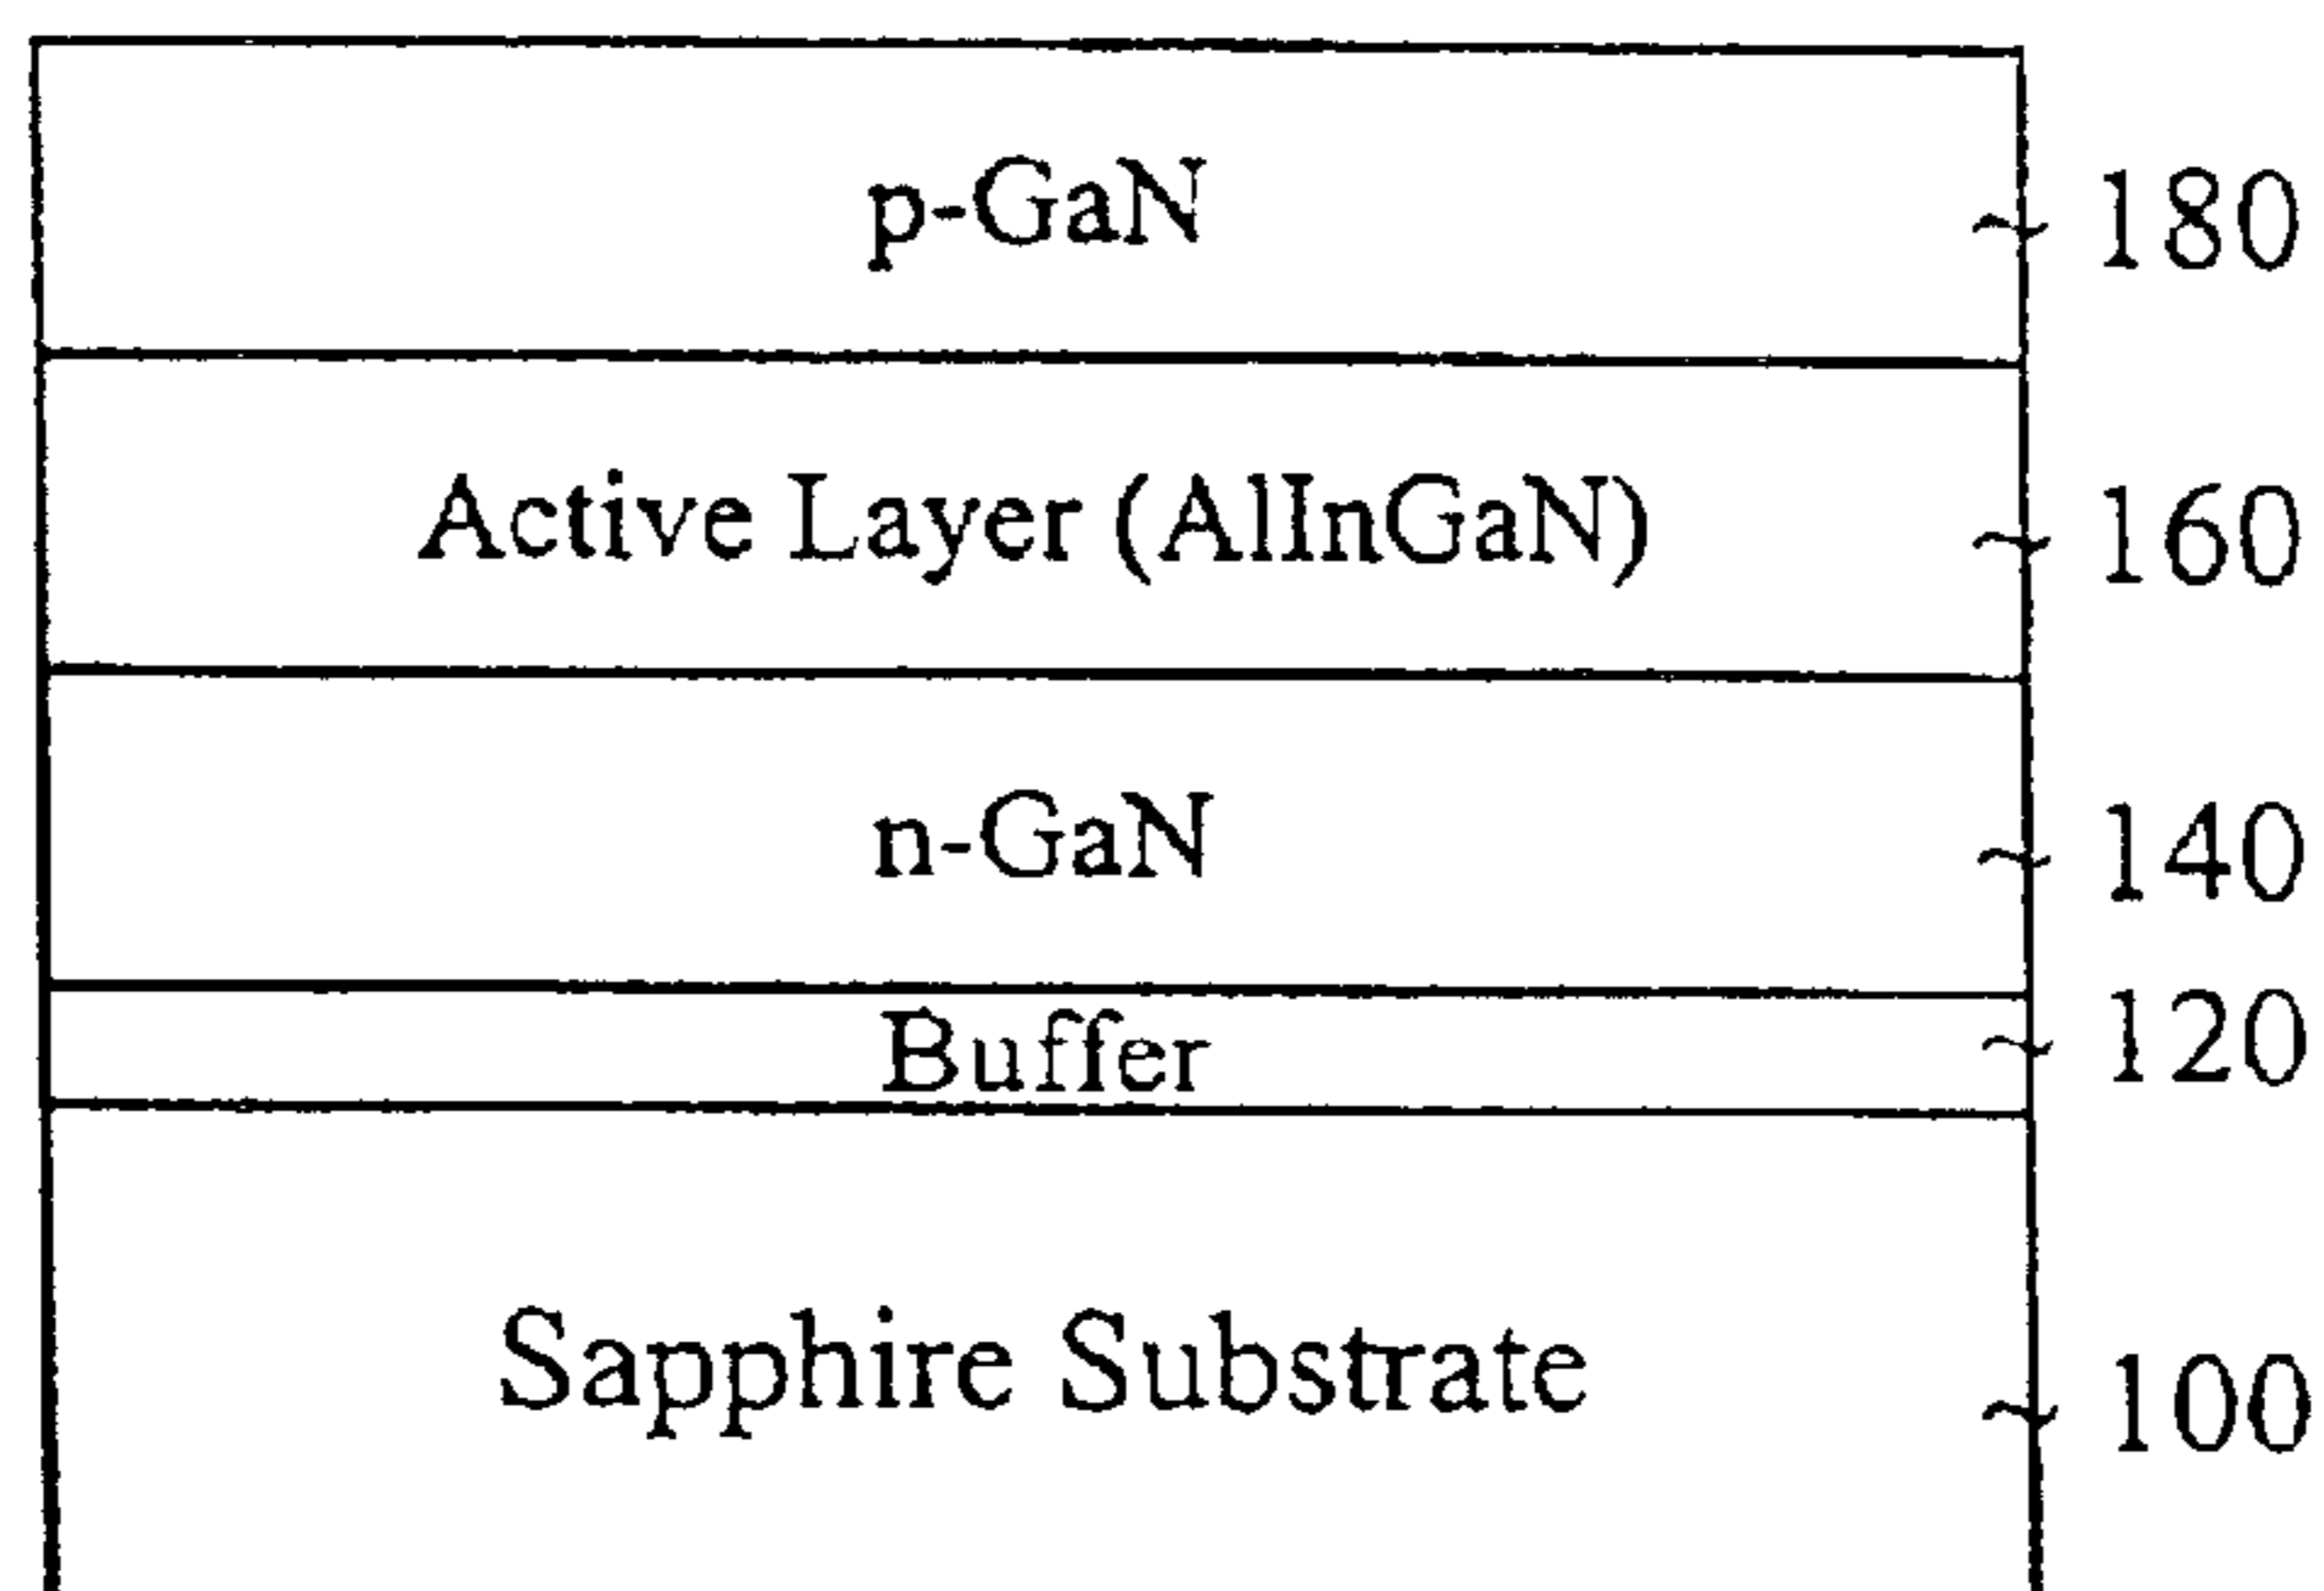 p-GaN 180
Active Layer (AlInGaN) 160
n-GaN 140
Buffer 120
Sapphire Substrate 100